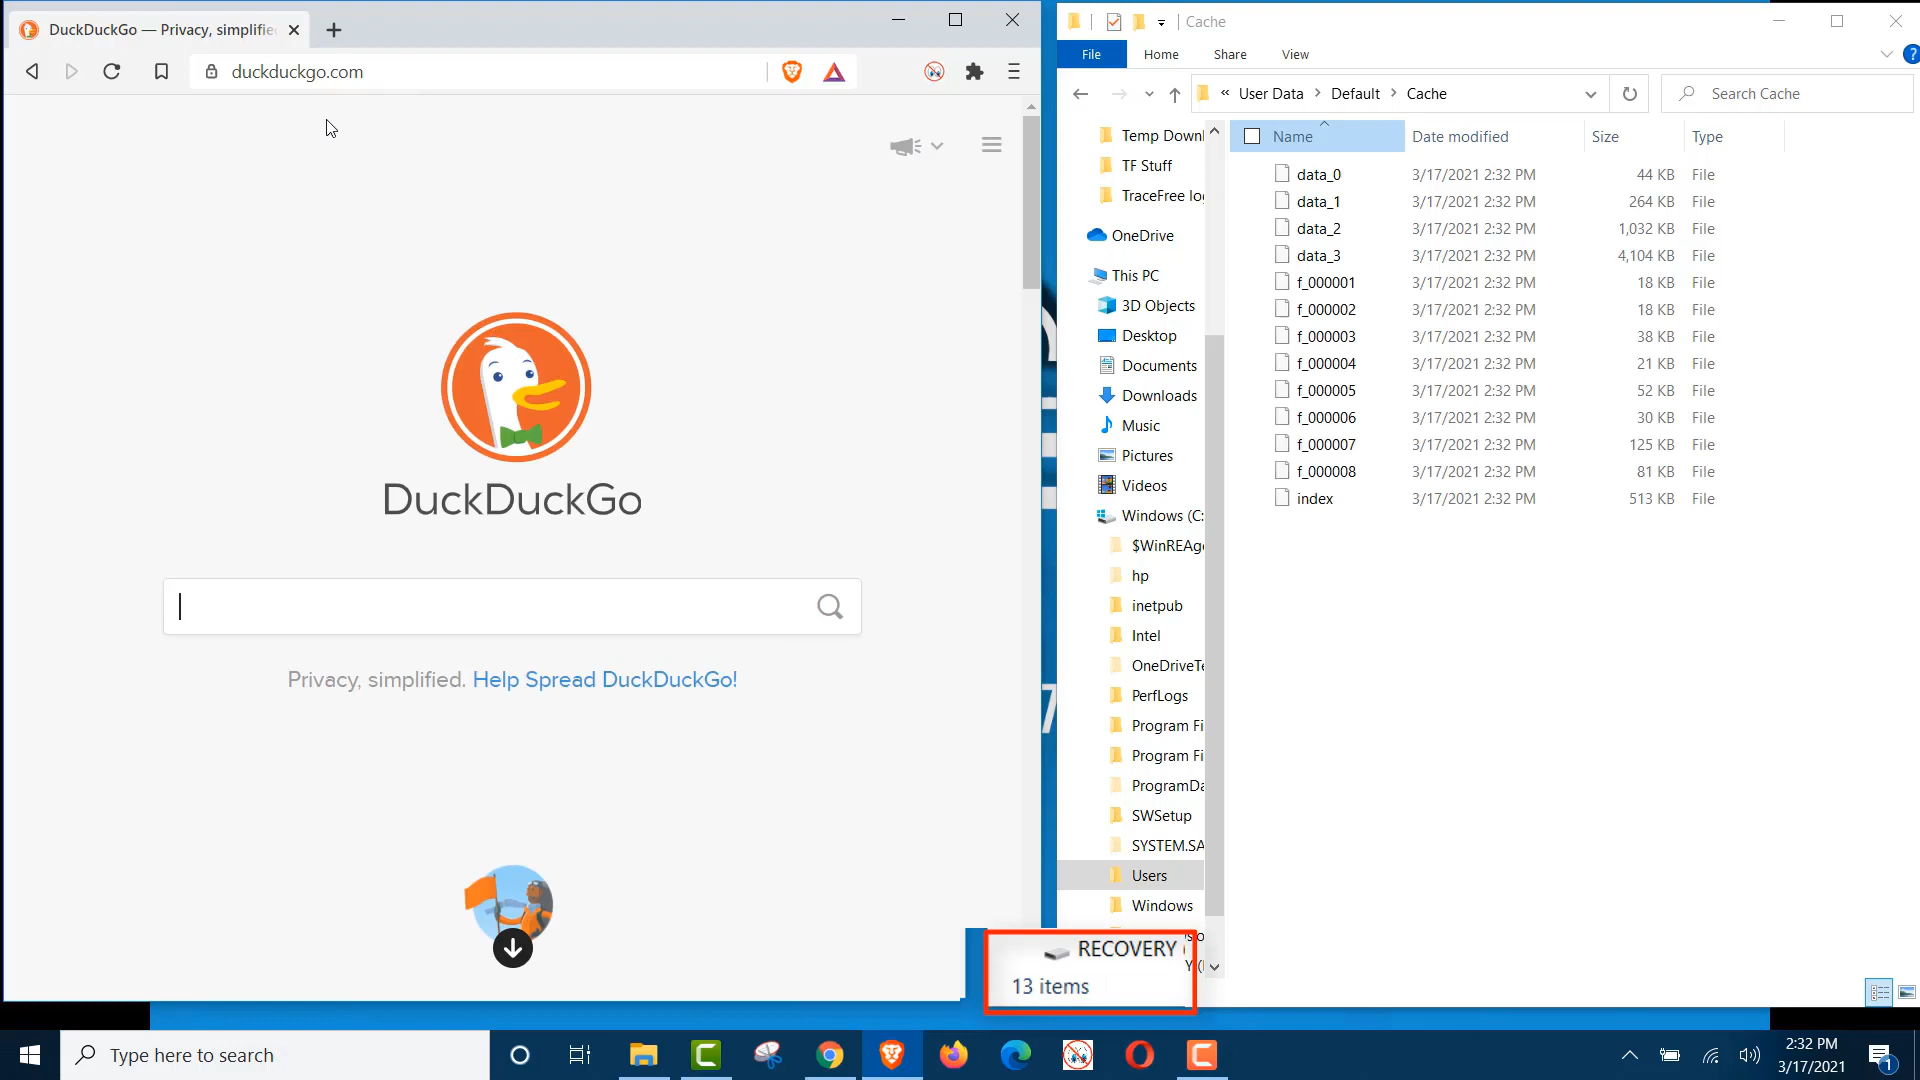 DuckDuckGo — Privacy, simplifie
duckduckgo.com
DuckDuckGo
Privacy, simplified. Help Spread DuckDuckGo!
Cache
File Home Share View
« User Data > Default > Cache
Search Cache
Temp Downl
TF Stuff
TraceFree lo
OneDrive
This PC
3D Objects
Desktop
Documents
Downloads
Music
Pictures
Videos
Windows (C:
$WinREAg
hp
inetpub
Intel
OneDriveTe
PerfLogs
Program Fi
Program Fi
ProgramDa
SWSetup
SYSTEM.SA
Users
Windows
RECOVERY (
13 items
Name Date modified Size Type
data_0 3/17/2021 2:32 PM 44 KB File
data_1 3/17/2021 2:32 PM 264 KB File
data_2 3/17/2021 2:32 PM 1,032 KB File
data_3 3/17/2021 2:32 PM 4,104 KB File
f_000001 3/17/2021 2:32 PM 18 KB File
f_000002 3/17/2021 2:32 PM 18 KB File
f_000003 3/17/2021 2:32 PM 38 KB File
f_000004 3/17/2021 2:32 PM 21 KB File
f_000005 3/17/2021 2:32 PM 52 KB File
f_000006 3/17/2021 2:32 PM 30 KB File
f_000007 3/17/2021 2:32 PM 125 KB File
f_000008 3/17/2021 2:32 PM 81 KB File
index 3/17/2021 2:32 PM 513 KB File
Type here to search
2:32 PM
3/17/2021
1